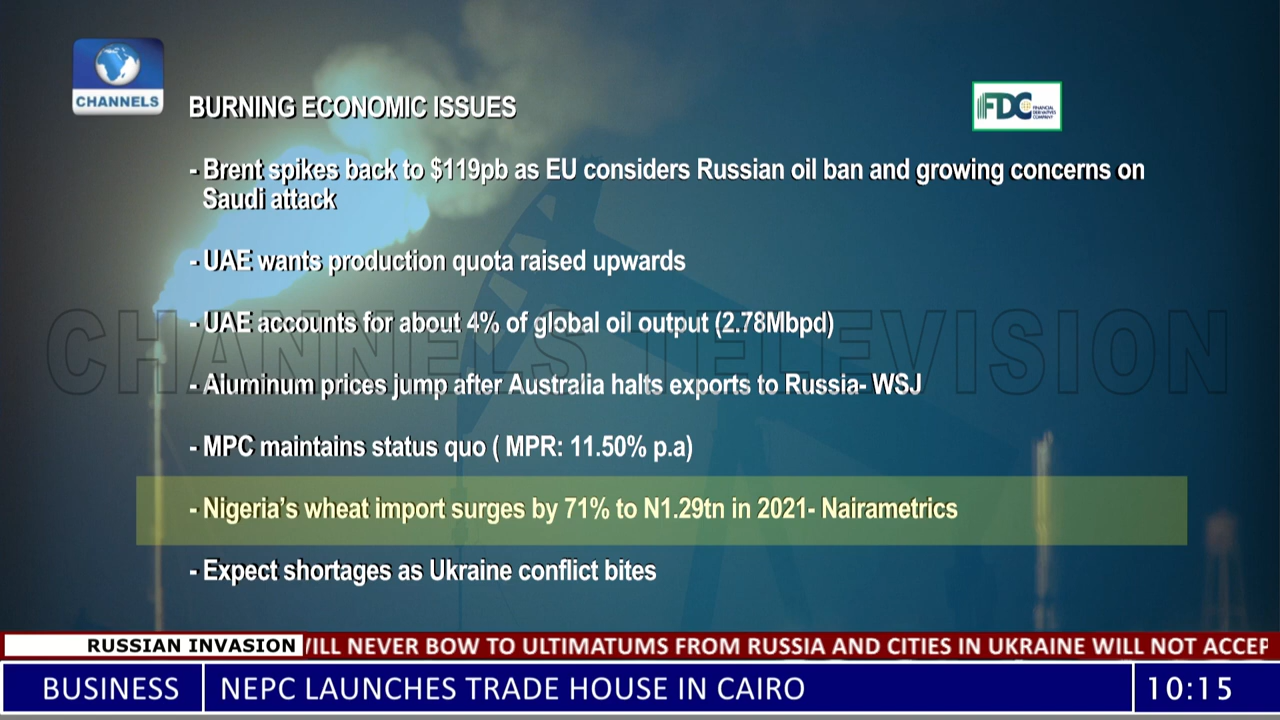 CHANNELS
BURNING ECONOMIC ISSUES
FDC FINANCIAL
DERIVATIVES
COMPANY
- Brent spikes back to $119pb as EU considers Russian oil ban and growing concerns on
Saudi attack
- UAE wants production quota raised upwards
- UAE accounts for about 4% of global oil output (2.78Mbpd)
CHANNELS TELEVISION
- Aluminum prices jump after Australia halts exports to Russia- WSJ
- MPC maintains status quo ( MPR: 11.50% p.a)
- Nigeria's wheat import surges by 71% to N1.29tn in 2021- Nairametrics
- Expect shortages as Ukraine conflict bites
RUSSIAN INVASION NEVER BOW TO ULTIMATUMS FROM RUSSIA AND CITIES IN UKRAINE WILL NOT
BUSINESS NEPC LAUNCHES TRADE HOUSE IN CAIRO 10:15